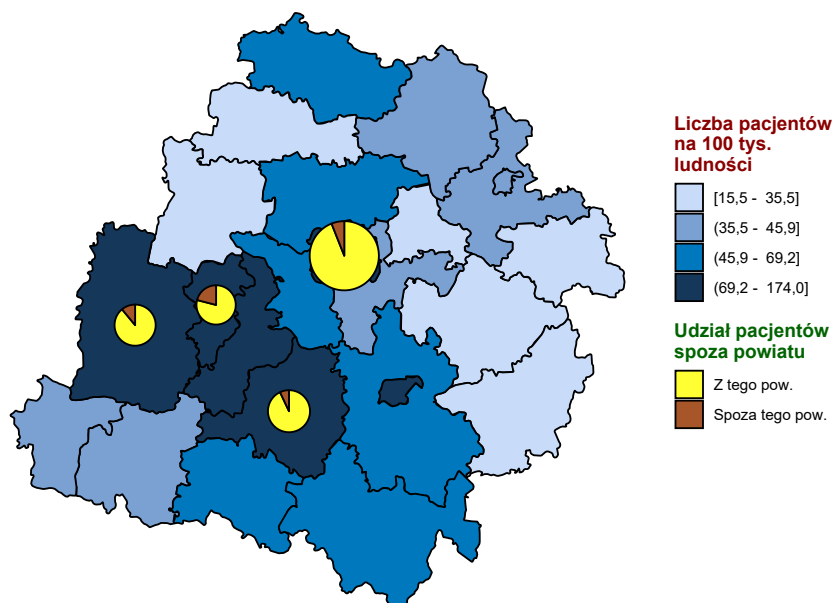 Liczba pacjentów
na 100 tys.
ludności
[15,5 - 35,5]
(35,5 - 45,9]
(45,9 - 69,2]
(69,2 - 174,0]
Udział pacjentów
spoza powiatu
Z tego pow.
Spoza tego pow.